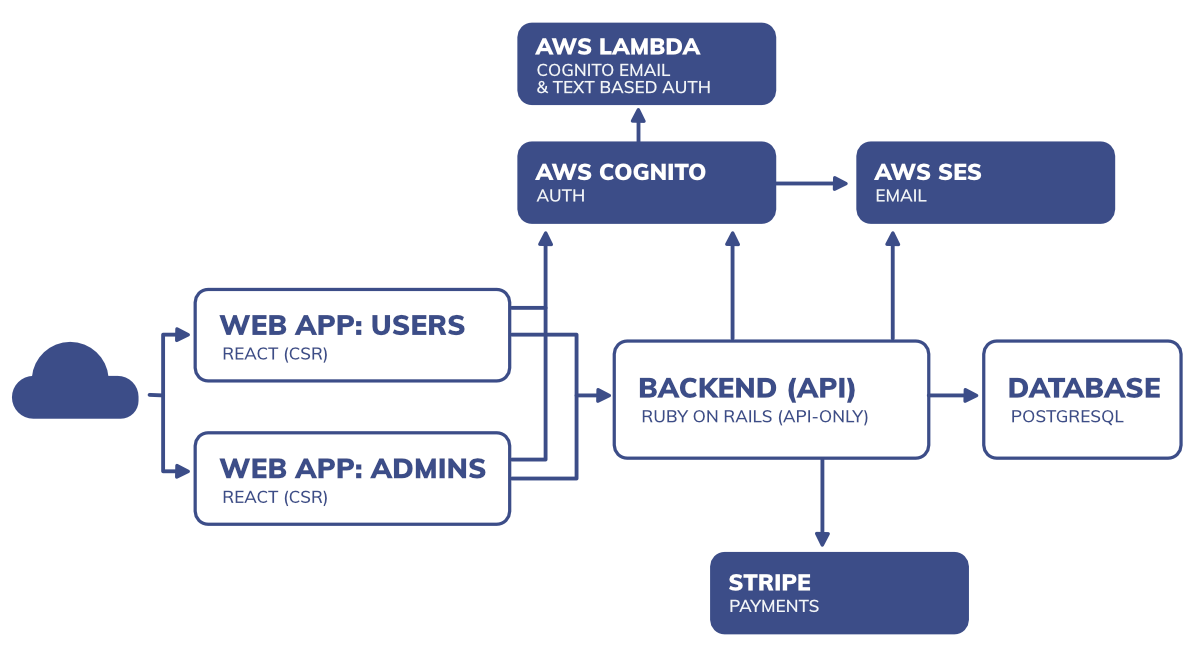 AWS LAMBDA
COGNITO EMAIL
& TEXT BASED AUTH
AWS COGNITO
AUTH
AWS SES
EMAIL
WEB APP: USERS
REACT (CSR)
WEB APP: ADMINS
REACT (CSR)
BACKEND (API)
RUBY ON RAILS (API-ONLY)
DATABASE
POSTGRESQL
STRIPE
PAYMENTS